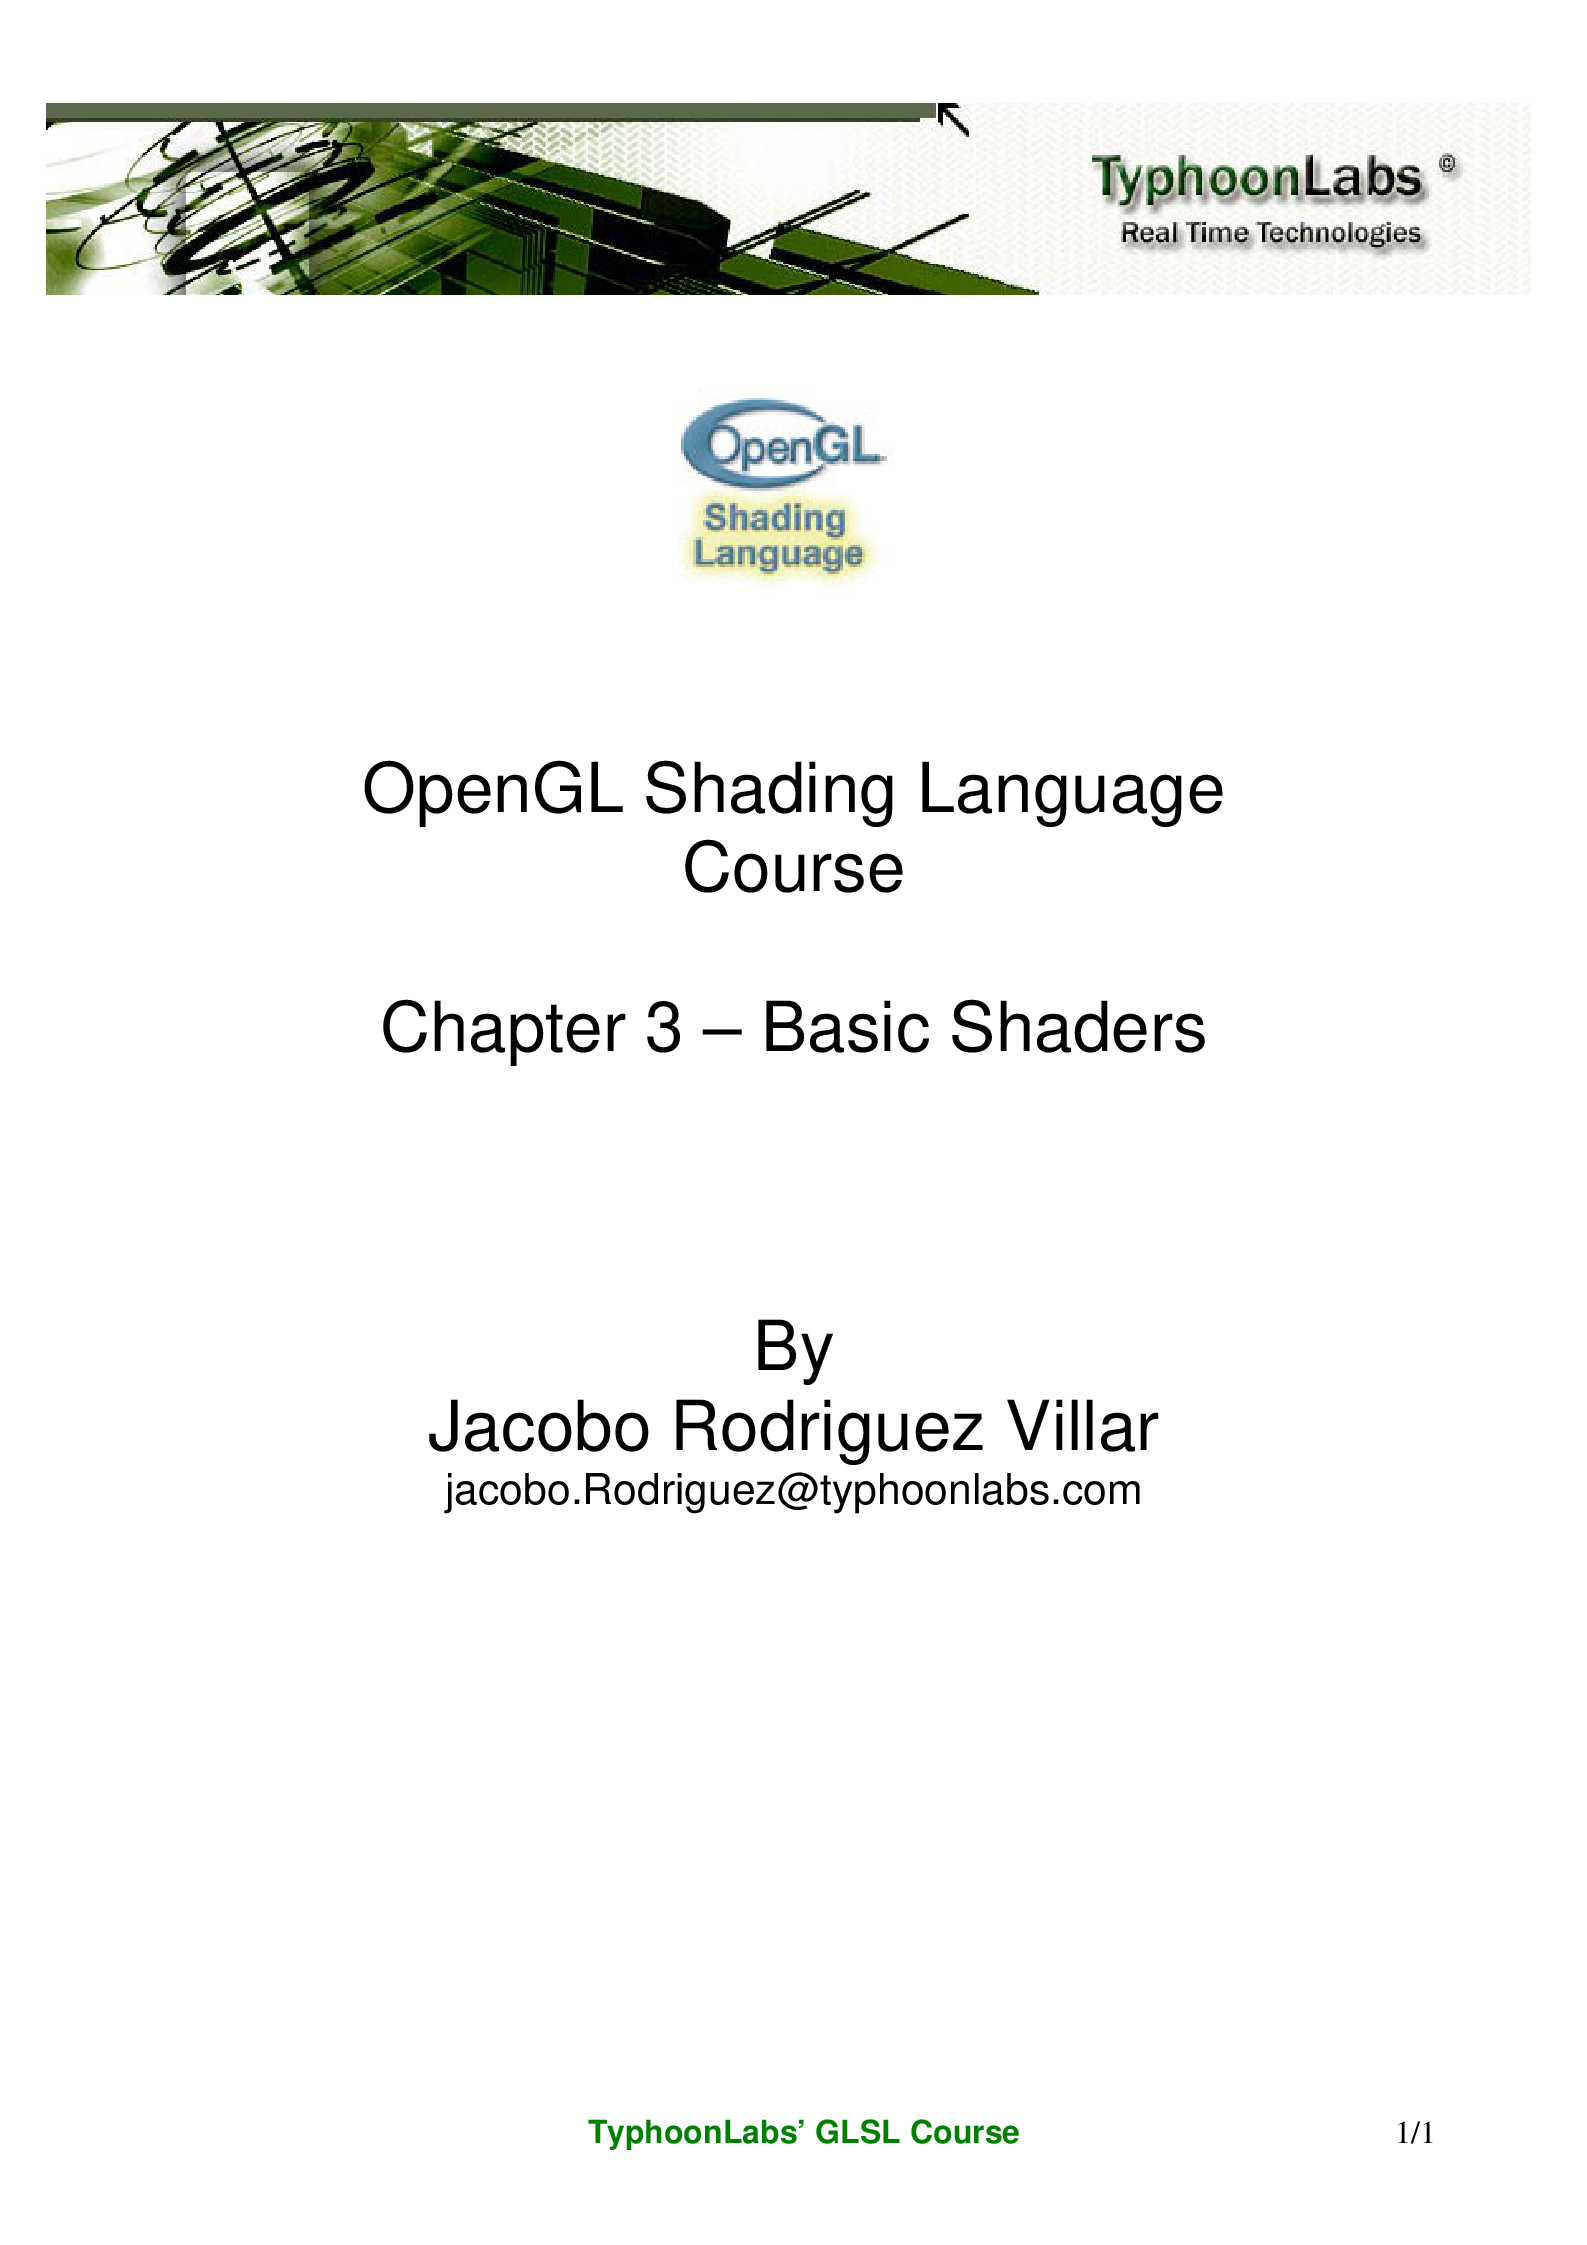 TyphoonLabs ©
Real Time Technologies
OpenGL
Shading
Language
OpenGL Shading Language
Course
Chapter 3 – Basic Shaders
By
Jacobo Rodriguez Villar
jacobo.Rodriguez@typhoonlabs.com
TyphoonLabs’ GLSL Course 1/1